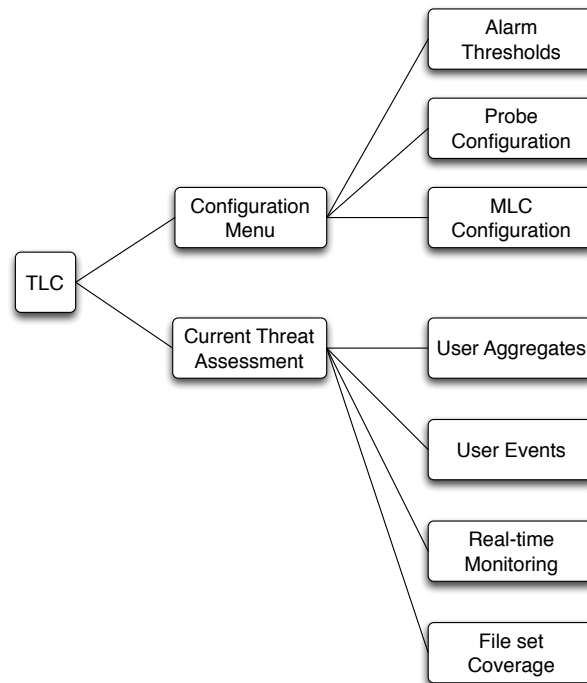 Alarm
Thresholds
Probe
Configuration
Configuration
Menu
MLC
Configuration
TLC
Current Threat
Assessment
User Aggregates
User Events
Real-time
Monitoring
File set
Coverage